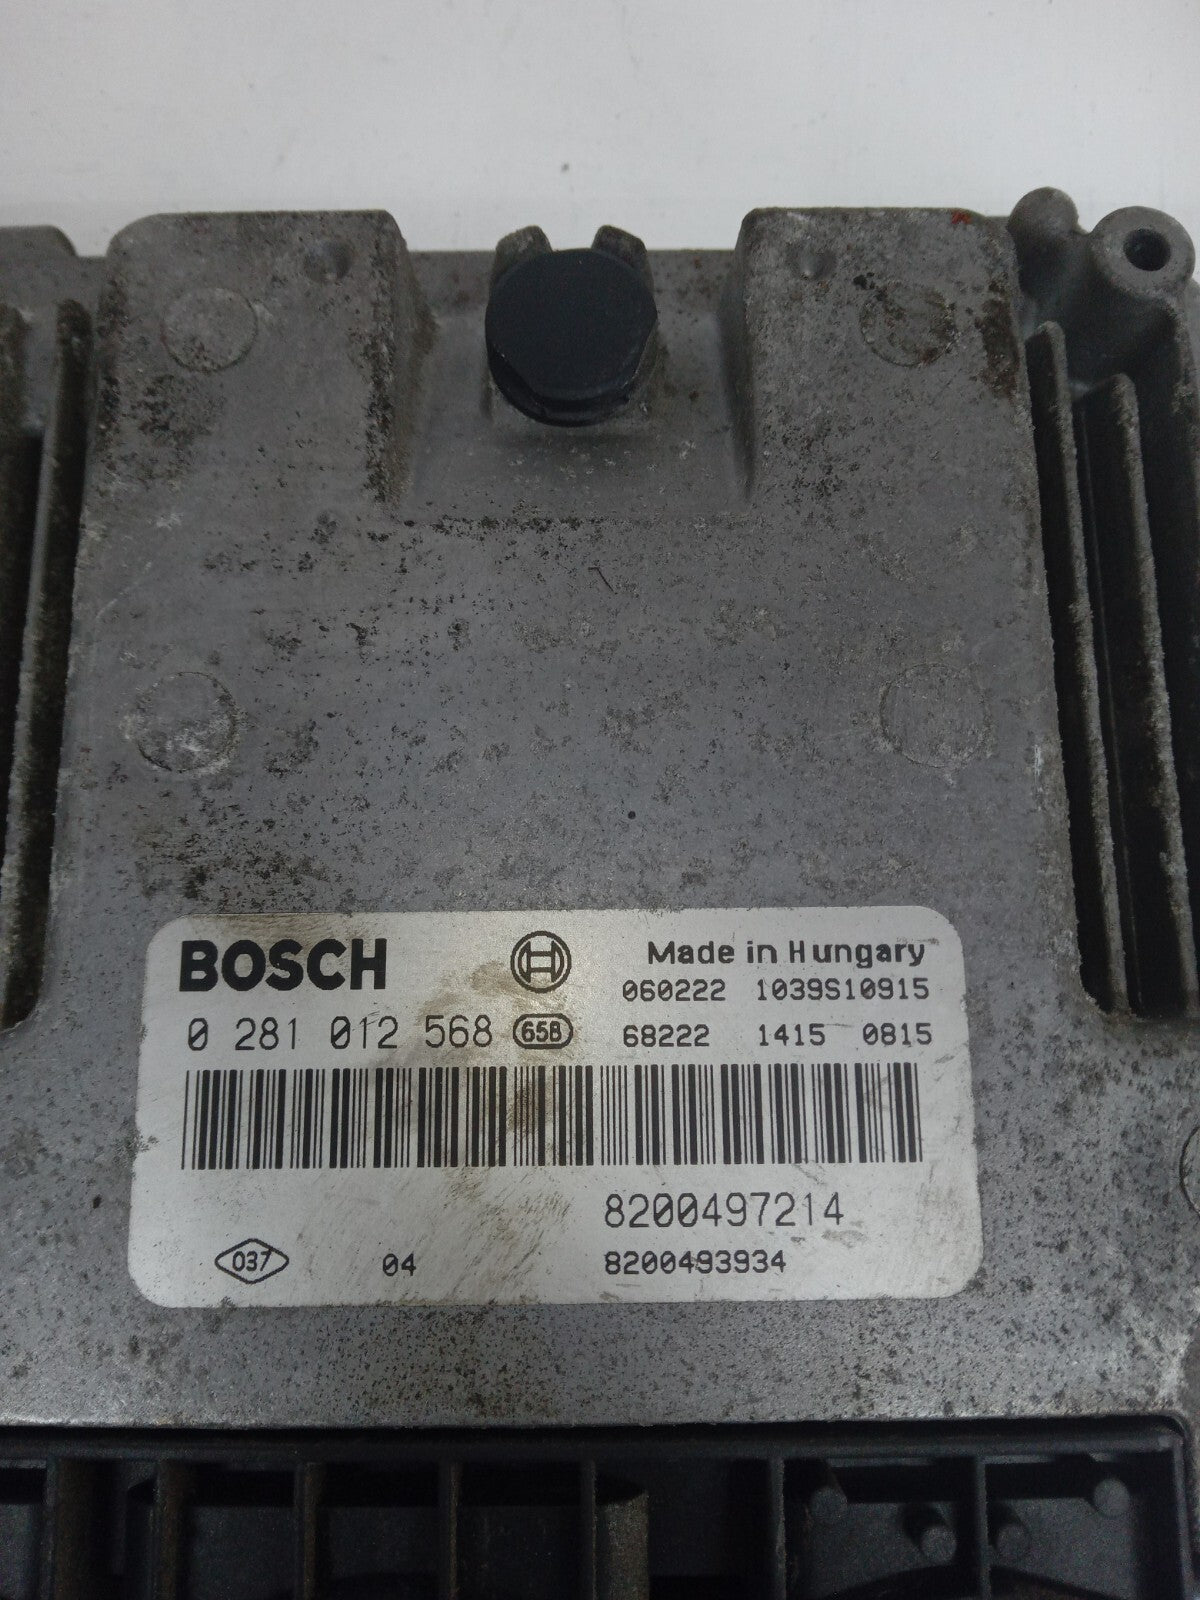 BOSCH Made in Hungary
060222 1039S10915
0 281 012 568 65B 68222 1415 0815
8200497214
037 04 8200493934